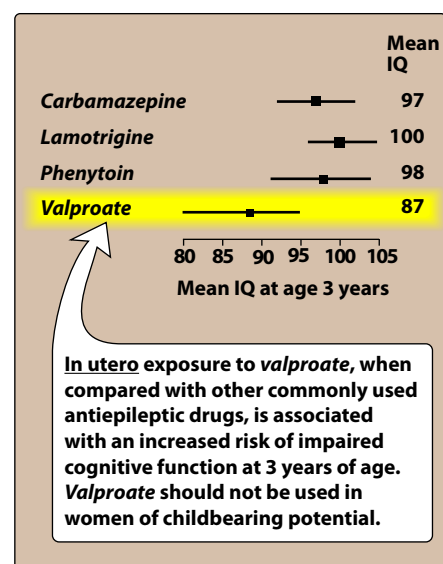 Mean
IQ
Carbamazepine 97
Lamotrigine 100
Phenytoin 98
Valproate 87
80 85 90 95 100 105
Mean IQ at age 3 years
In utero exposure to valproate, when
compared with other commonly used
antiepileptic drugs, is associated
with an increased risk of impaired
cognitive function at 3 years of age.
Valproate should not be used in
women of childbearing potential.